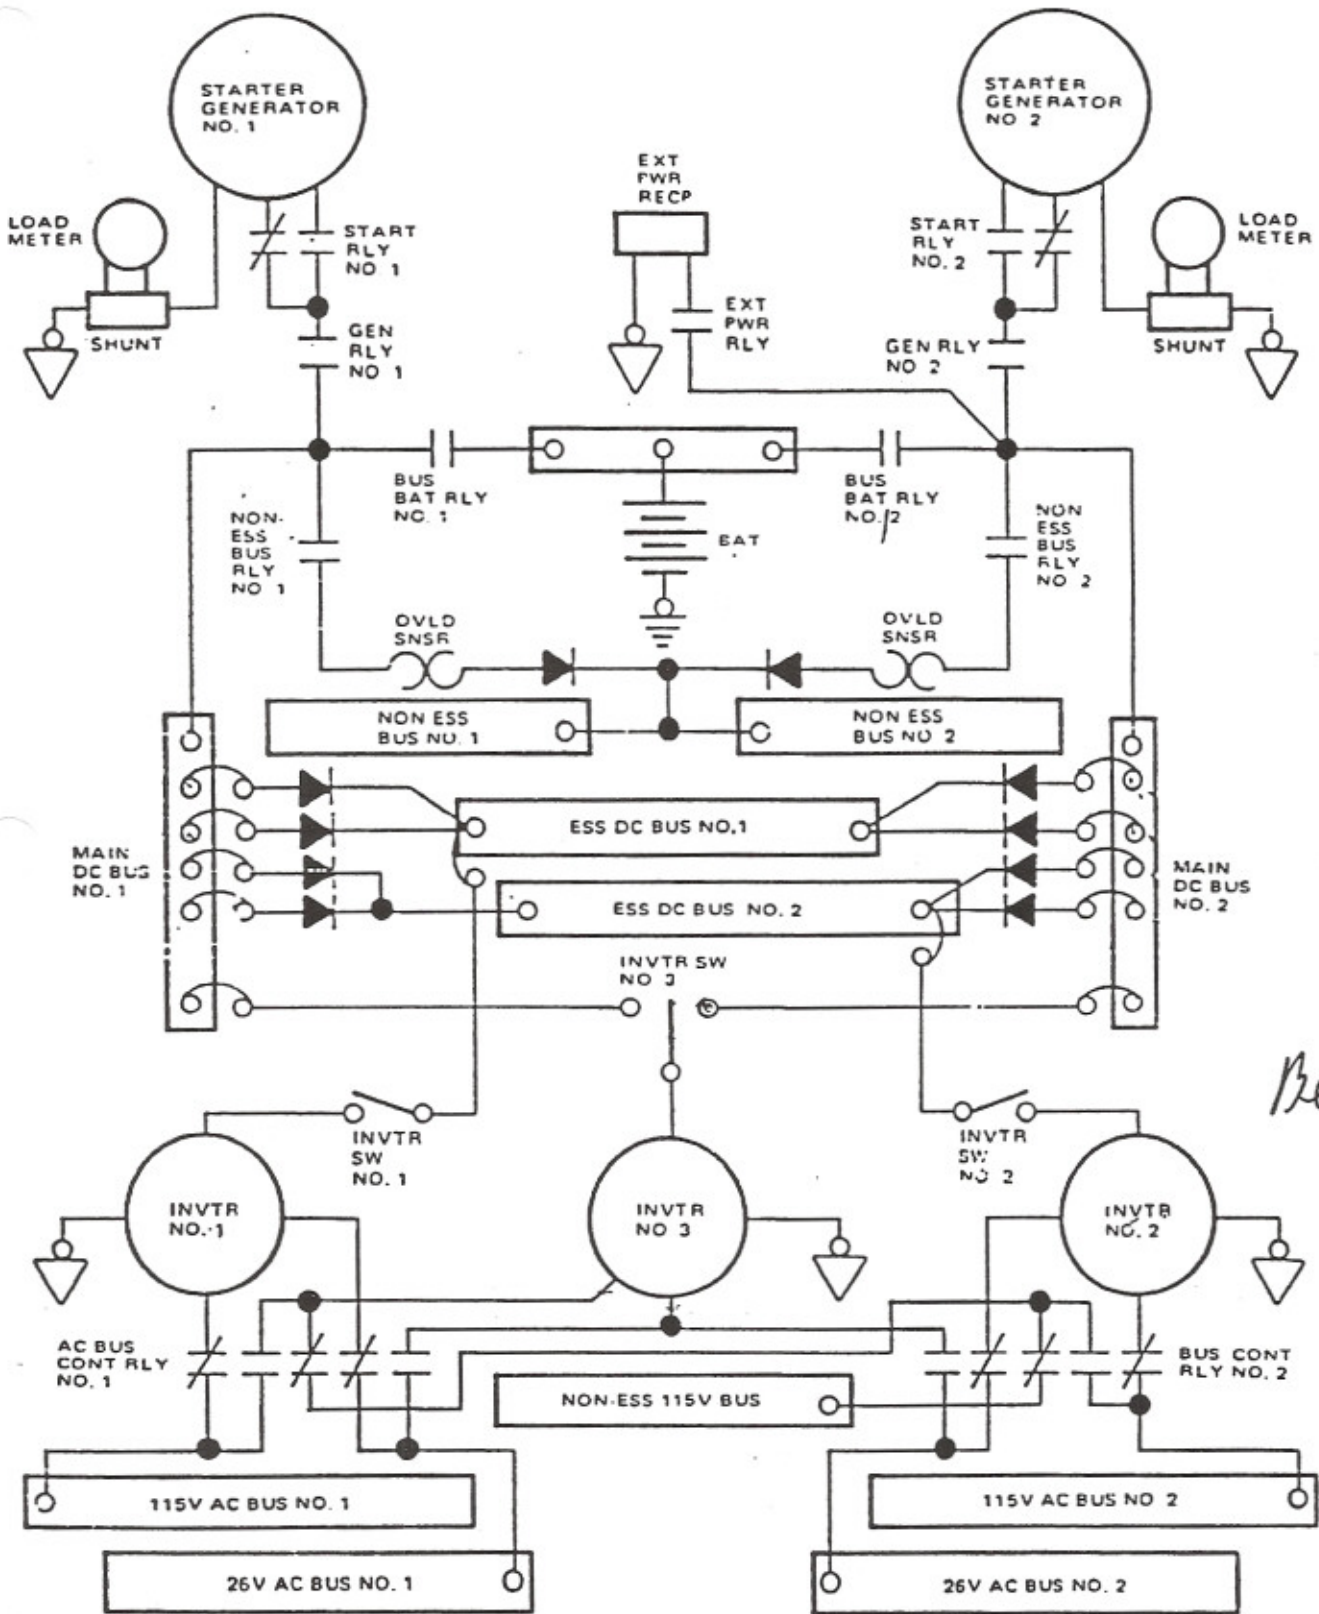 STARTER
GENERATOR
NO. 1
STARTER
GENERATOR
NO 2
EXT
PWR
RECP
LOAD
METER
START
RLY
NO. 1
START
RLY
NO. 2
LOAD
METER
SHUNT
GEN
RLY
NO 1
EXT
PWR
RLY
GEN RLY
NO 2
SHUNT
BUS
BAT RLY
NO. 1
BUS
BAT RLY
NO. 2
NON-
ESS
BUS
RLY
NO 1
BAT
NON
ESS
BUS
RLY
NO 2
OVLD
SNSR
OVLD
SNSR
NON ESS
BUS NO. 1
NON ESS
BUS NO 2
MAIN
DC BUS
NO. 1
ESS DC BUS NO.1
MAIN
DC BUS
NO. 2
ESS DC BUS NO. 2
INVTR SW
NO 3
INVTR
SW
NO. 1
INVTR
SW
NO 2
INVTR
NO. 1
INVTR
NO 3
INVTR
NO. 2
AC BUS
CONT RLY
NO. 1
BUS CONT
RLY NO. 2
NON-ESS 115V BUS
115V AC BUS NO. 1
115V AC BUS NO 2
26V AC BUS NO. 1
26V AC BUS NO. 2